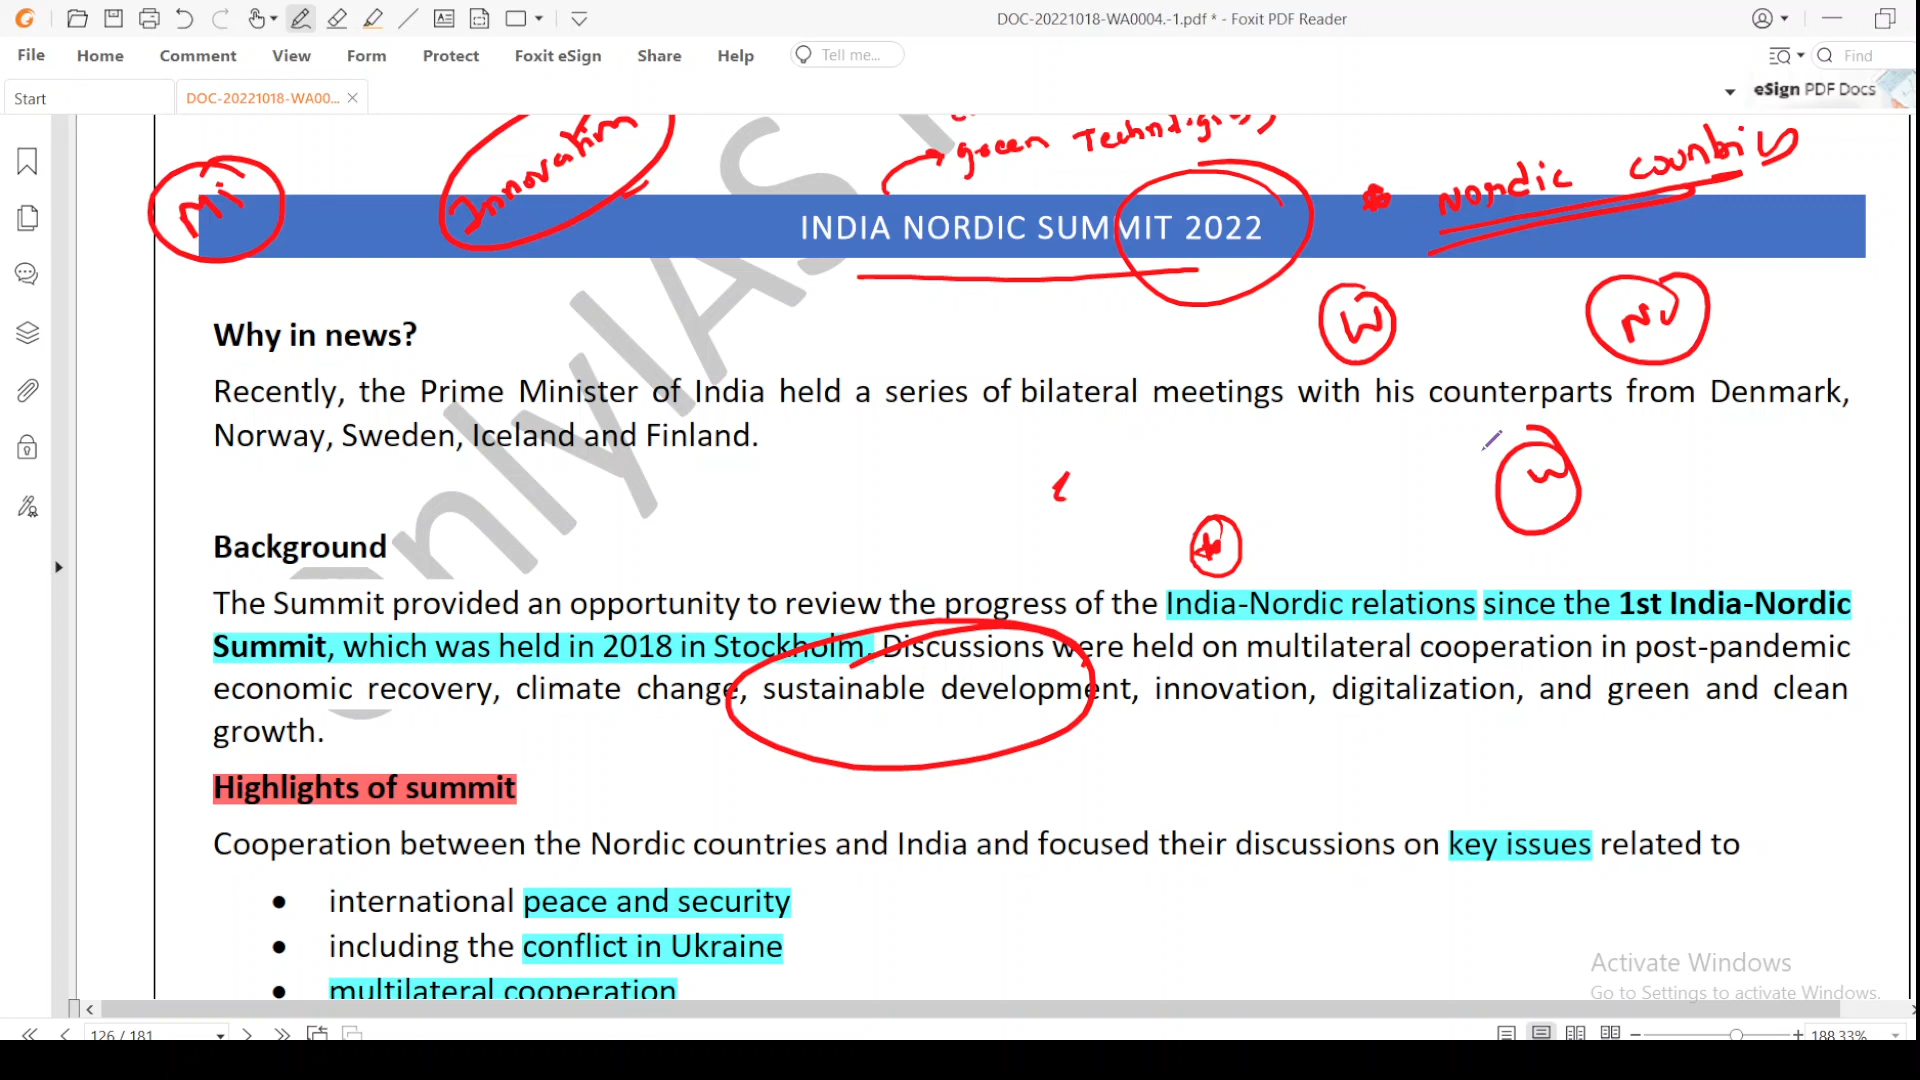 DOC-20221018-WA0004.-1.pdf * - Foxit PDF Reader
File Home Comment View Form Protect Foxit eSign Share Help Tell me... Find
Start DOC-20221018-WA00... eSign PDF Docs
Innovation
green
Nordic
INDIA NORDIC SUMMIT 2022
W
Why in news?
Recently, the Prime Minister of India held a series of bilateral meetings with his counterparts from Denmark,
Norway, Sweden, Iceland and Finland.
OnlyIAS
Background
The Summit provided an opportunity to review the progress of the India-Nordic relations since the 1st India-Nordic
Summit, which was held in 2018 in Stockholm. Discussions were held on multilateral cooperation in post-pandemic
economic recovery, climate change, sustainable development, innovation, digitalization, and green and clean
growth.
Highlights of summit
Cooperation between the Nordic countries and India and focused their discussions on key issues related to
• international peace and security
• including the conflict in Ukraine
• multilateral cooperation
Activate Windows
Go to Settings to activate Windows.
126 / 181
188.33%